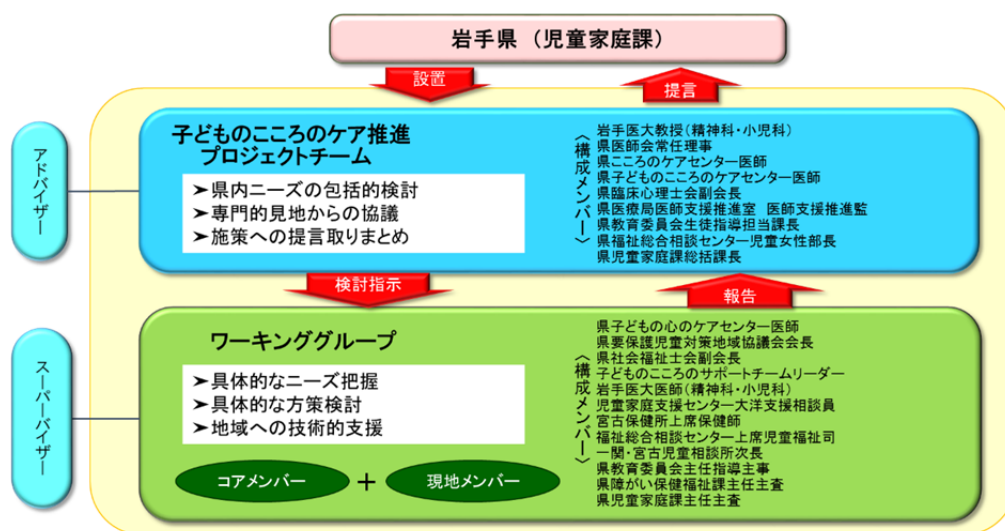 岩手県 （児童家庭課）
設置
提言
アドバイザー
子どものこころのケア推進
プロジェクトチーム
➤県内ニーズの包括的検討
➤専門的見地からの協議
➤施策への提言取りまとめ
〈構成メンバー〉
岩手医大教授（精神科・小児科）
県医師会常任理事
県こころのケアセンター医師
県子どものこころのケアセンター医師
県臨床心理士会副会長
県医療局医師支援推進室　医師支援推進監
県教育委員会生徒指導担当課長
県福祉総合相談センター児童女性部長
県児童家庭課総括課長
検討指示
報告
スーパーバイザー
ワーキンググループ
➤具体的なニーズ把握
➤具体的な方策検討
➤地域への技術的支援
コアメンバー
＋
現地メンバー
〈構成メンバー〉
県子どもの心のケアセンター医師
県要保護児童対策地域協議会会長
県社会福祉士会副会長
子どものこころのサポートチームリーダー
岩手医大医師（精神科・小児科）
児童家庭支援センター大洋支援相談員
宮古保健所上席保健師
福祉総合相談センター上席児童福祉司
一関・宮古児童相談所次長
県教育委員会主任指導主事
県障がい保健福祉課主任主査
県児童家庭課主任主査